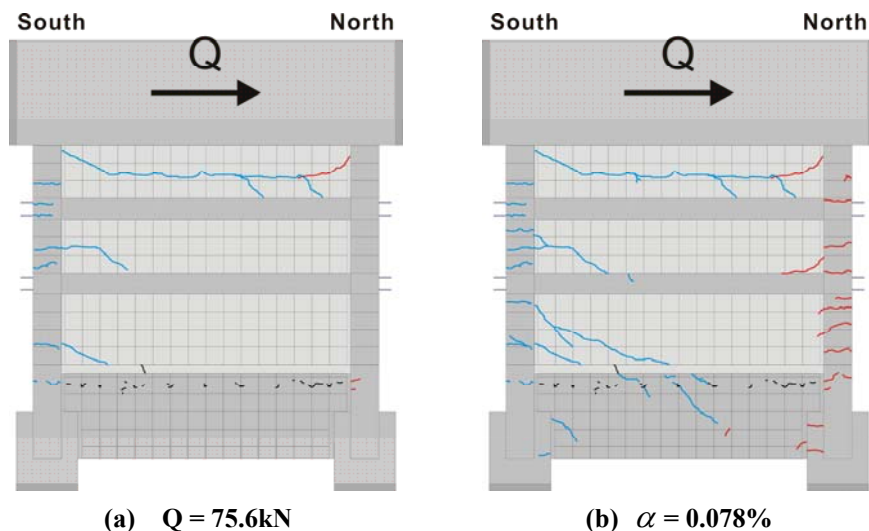 South North South North
Q Q
(a) Q = 75.6kN (b) α = 0.078%